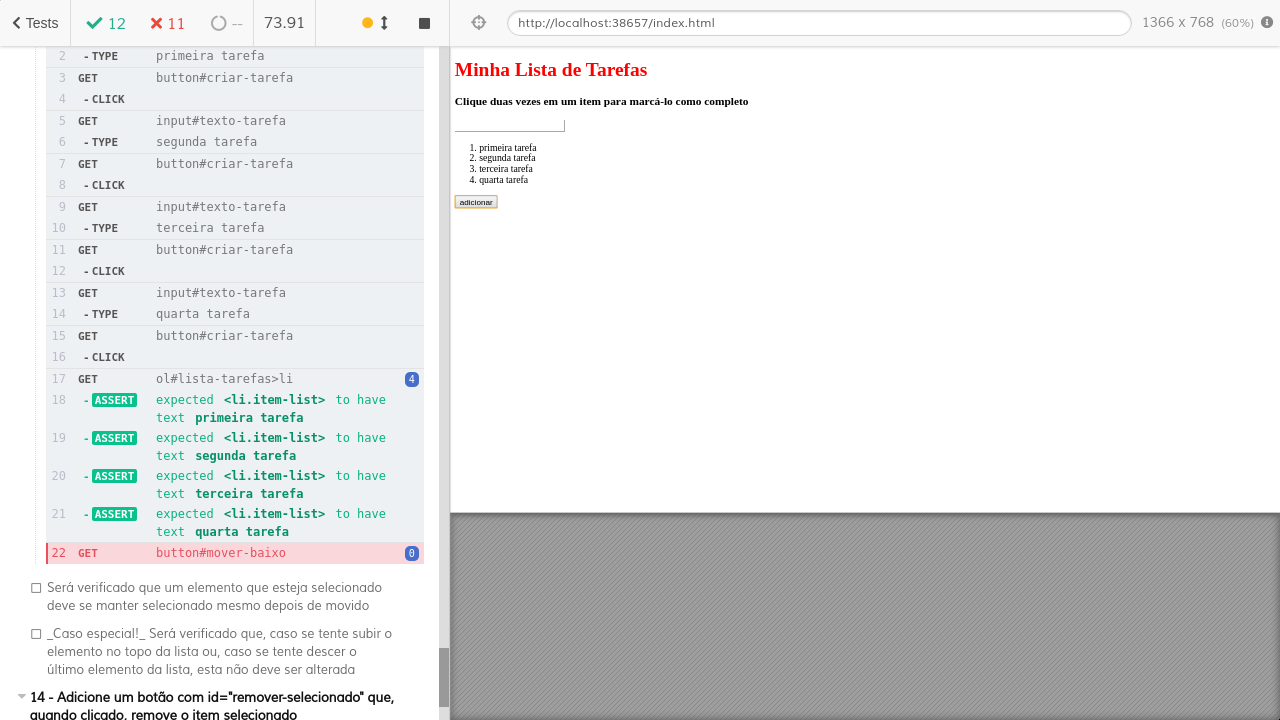 Tests 12 11 -- 73.91
http://localhost:38657/index.html 1366 x 768 (60%)
2 - TYPE primeira tarefa
3 GET button#criar-tarefa
4 - CLICK
5 GET input#texto-tarefa
6 - TYPE segunda tarefa
7 GET button#criar-tarefa
8 - CLICK
9 GET input#texto-tarefa
10 - TYPE terceira tarefa
11 GET button#criar-tarefa
12 - CLICK
13 GET input#texto-tarefa
14 - TYPE quarta tarefa
15 GET button#criar-tarefa
16 - CLICK
17 GET ol#lista-tarefas>li 4
18 - ASSERT expected <li.item-list> to have
text primeira tarefa
19 - ASSERT expected <li.item-list> to have
text segunda tarefa
20 - ASSERT expected <li.item-list> to have
text terceira tarefa
21 - ASSERT expected <li.item-list> to have
text quarta tarefa
22 GET button#mover-baixo 0
Será verificado que um elemento que esteja selecionado
deve se manter selecionado mesmo depois de movido
_Caso especial!_ Será verificado que, caso se tente subir o
elemento no topo da lista ou, caso se tente descer o
último elemento da lista, esta não deve ser alterada
14 - Adicione um botão com id="remover-selecionado" que,
quando clicado, remove o item selecionado
Minha Lista de Tarefas
Clique duas vezes em um item para marcá-lo como completo
1. primeira tarefa
2. segunda tarefa
3. terceira tarefa
4. quarta tarefa
adicionar